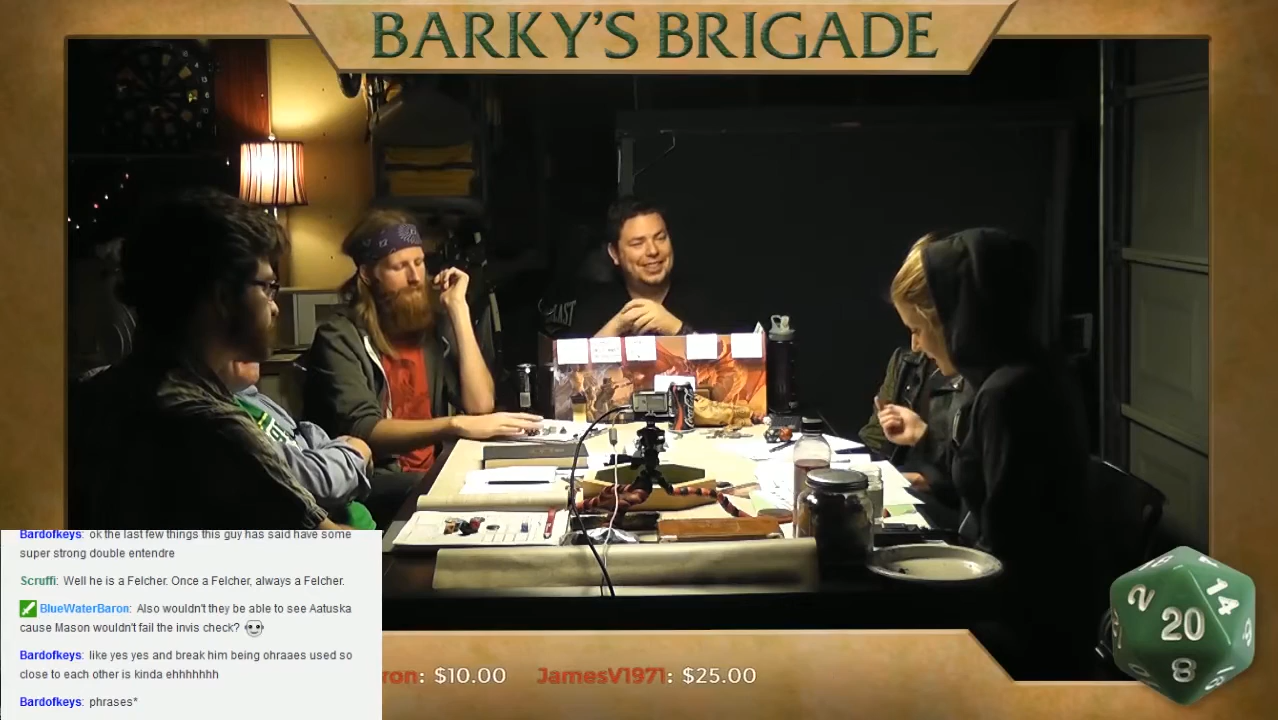 BARKY'S BRIGADE
Bardofkeys: ok the last few things this guy has said have some
super strong double entendre
Scruffi: Well he is a Felcher. Once a Felcher, always a Felcher.
BlueWaterBaron: Also wouldn't they be able to see Aatuska
cause Mason wouldn't fail the invis check?
Bardofkeys: like yes yes and break him being ohraaes used so
close to each other is kinda ehhhhhhh
Bardofkeys: phrases*
ron: $10.00 JamesV1971: $25.00
2
14
20
8